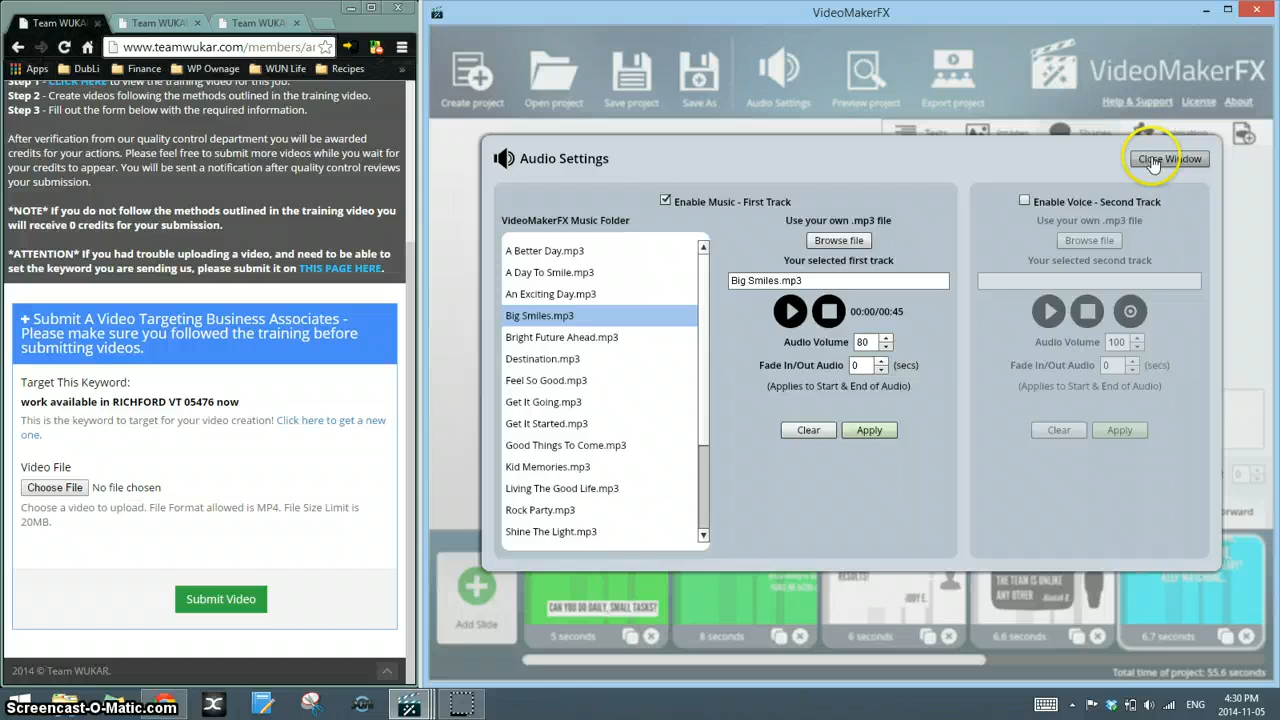 Team WUKAR
Team WUKAR
Team WUKAR
www.teamwukar.com/members/ar
Apps
DubLi
Finance
WP Ownage
WUN Life
Recipes
»
Step 1 - CLICK HERE to view the training video for this job.
Step 2 - Create videos following the methods outlined in the training video.
Step 3 - Fill out the form below with the required information.
After verification from our quality control department you will be awarded
credits for your actions. Please feel free to submit more videos while you wait for
your credits to appear. You will be sent a notification after quality control reviews
your submission.
*NOTE* If you do not follow the methods outlined in the training video you
will receive 0 credits for your submission.
*ATTENTION* If you had trouble uploading a video, and need to be able to
set the keyword you are sending us, please submit it on THIS PAGE HERE.
+ Submit A Video Targeting Business Associates -
Please make sure you followed the training before
submitting videos.
Target This Keyword:
work available in RICHFORD VT 05476 now
This is the keyword to target for your video creation! Click here to get a new
one.
Video File
Choose File No file chosen
Choose a video to upload. File Format allowed is MP4. File Size Limit is
20MB.
Submit Video
2014 © Team WUKAR.
VideoMakerFX
Create project
Open project
Save project
Save As
Audio Settings
Preview project
Export project
VIDEOMAKERFX
Help & Support
License
About
Audio Settings
Close Window
Enable Music - First Track
VideoMakerFX Music Folder
A Better Day.mp3
A Day To Smile.mp3
An Exciting Day.mp3
Big Smiles.mp3
Bright Future Ahead.mp3
Destination.mp3
Feel So Good.mp3
Get It Going.mp3
Get It Started.mp3
Good Things To Come.mp3
Kid Memories.mp3
Living The Good Life.mp3
Rock Party.mp3
Shine The Light.mp3
Use your own .mp3 file
Browse file
Your selected first track
Big Smiles.mp3
00:00/00:45
Audio Volume 80
Fade In/Out Audio 0 (secs)
(Applies to Start & End of Audio)
Clear
Apply
Enable Voice - Second Track
Use your own .mp3 file
Browse file
Your selected second track
Audio Volume 100
Fade In/Out Audio 0 (secs)
(Applies to Start & End of Audio)
Clear
Apply
Add Slide
CAN YOU DO DAILY, SMALL TASKS?
5 seconds
8 seconds
RESULTS!
6 seconds
THE TEAM IS UNLIKE
ANY OTHER
6.6 seconds
6.7 seconds
Total time of project: 55.6 seconds
Screencast-O-Matic.com
ENG
4:30 PM
2014-11-05